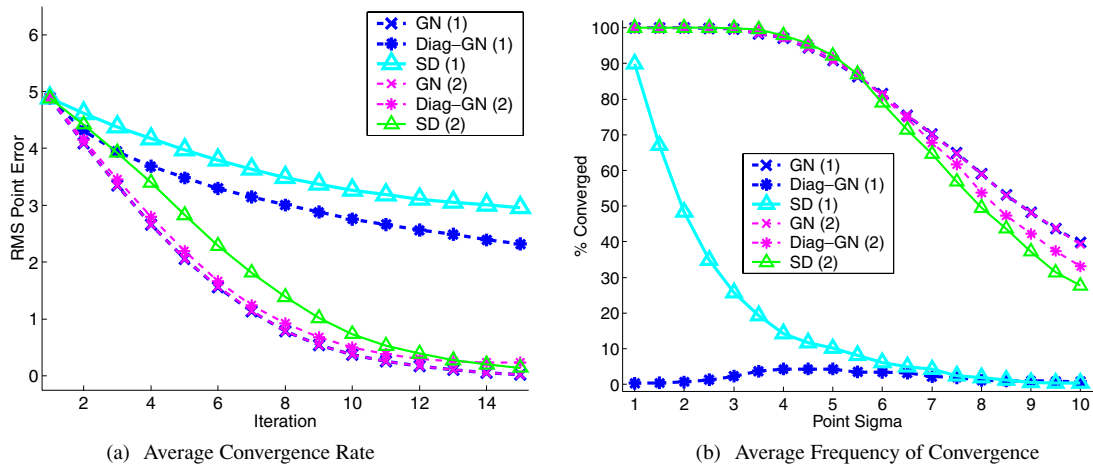 6
5
4
3
2
1
0
RMS Point Error
GN (1)
Diag–GN (1)
SD (1)
GN (2)
Diag–GN (2)
SD (2)
2 4 6 8 10 12 14
Iteration
(a) Average Convergence Rate
100
90
80
70
60
50
40
30
20
10
0
% Converged
GN (1)
Diag–GN (1)
SD (1)
GN (2)
Diag–GN (2)
SD (2)
1 2 3 4 5 6 7 8 9 10
Point Sigma
(b) Average Frequency of Convergence